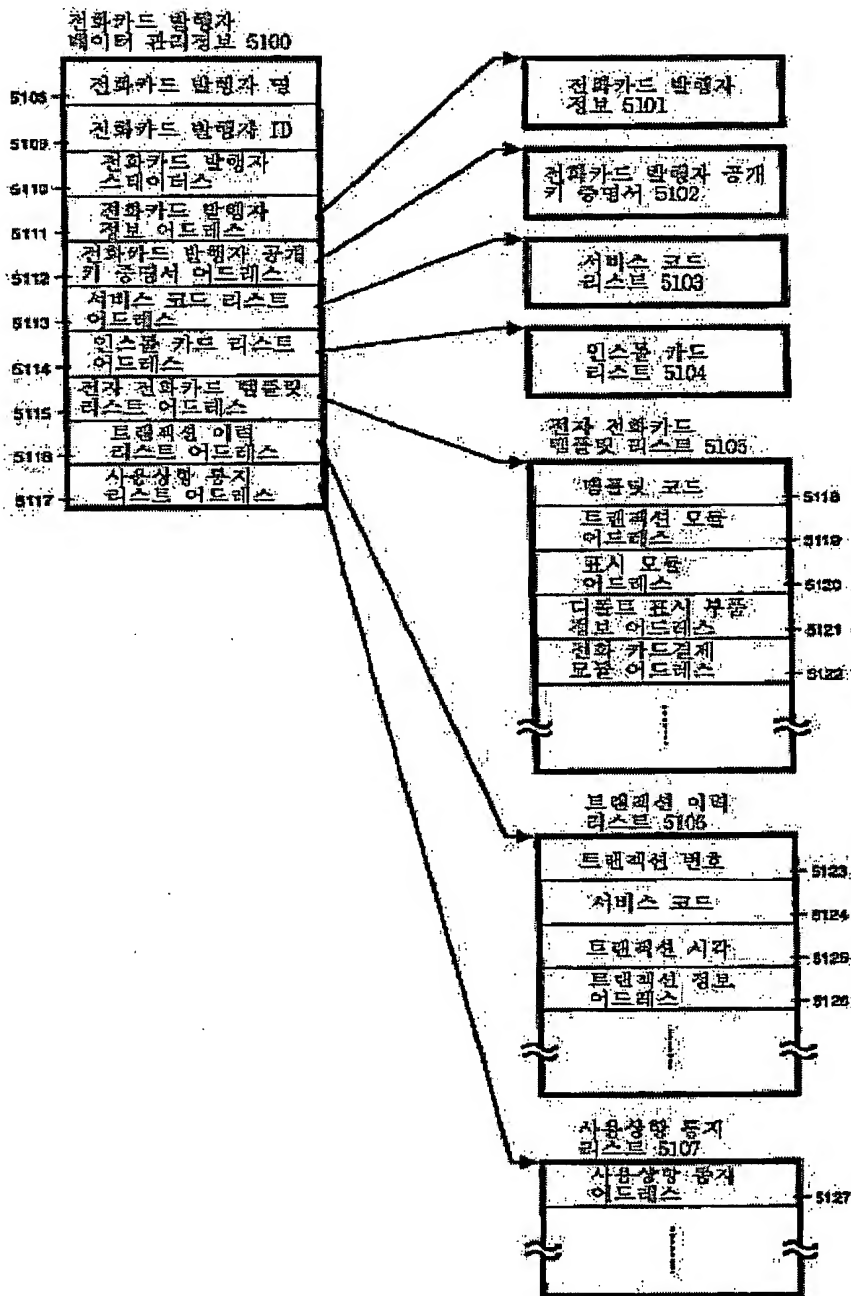 전화카드 발행자
데이터 관리정보 5100
5108
전화카드 발행자 명
5109
전화카드 발행자 ID
5110
전화카드 발행자
스테이터스
5111
전화카드 발행자
정보 어드레스
5112
전화카드 발행자 공개
키 증명서 어드레스
5113
서비스 코드 리스트
어드레스
5114
인스톨 카드 리스트
어드레스
5115
전자 전화카드 템플릿
리스트 어드레스
5116
트랜잭션 이력
리스트 어드레스
5117
사용상황 통지
리스트 어드레스
전화카드 발행자
정보 5101
전화카드 발행자 공개
키 증명서 5102
서비스 코드
리스트 5103
인스톨 카드
리스트 5104
전자 전화카드
템플릿 리스트 5105
템플릿 코드
5118
트랜잭션 모듈
어드레스
5119
표시 모듈
어드레스
5120
디폴트 표시 부품
정보 어드레스
5121
전화 카드결제
모듈 어드레스
5122
트랜잭션 이력
리스트 5106
트랜잭션 번호
5123
서비스 코드
5124
트랜잭션 시각
5125
트랜잭션 정보
어드레스
5126
사용상황 통지
리스트 5107
사용상황 통지
어드레스
5127